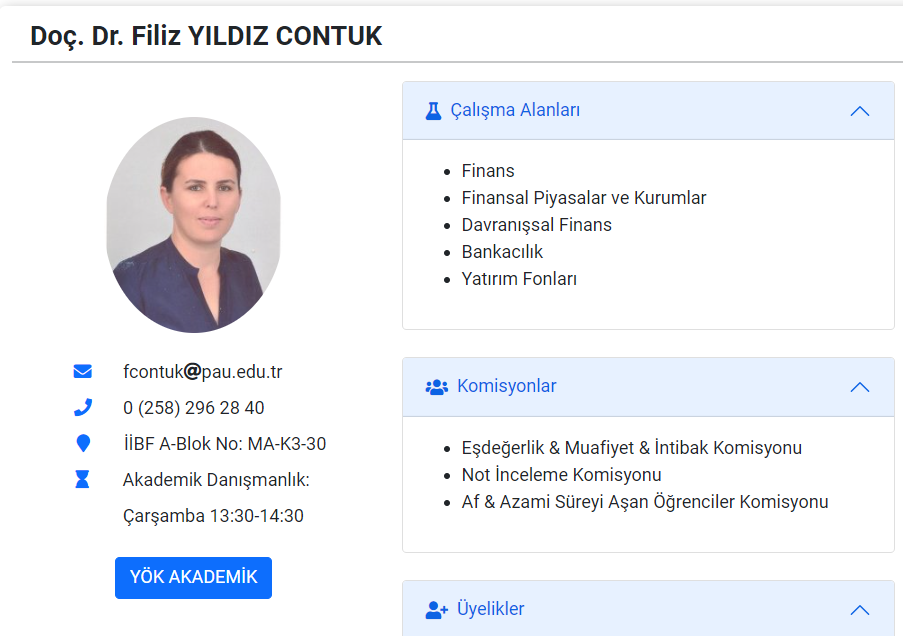 Doç. Dr. Filiz YILDIZ CONTUK
fcontuk@pau.edu.tr
0 (258) 296 28 40
İİBF A-Blok No: MA-K3-30
Akademik Danışmanlık:
Çarşamba 13:30-14:30
YÖK AKADEMİK
Çalışma Alanları
Finans
Finansal Piyasalar ve Kurumlar
Davranışsal Finans
Bankacılık
Yatırım Fonları
Komisyonlar
Eşdeğerlik & Muafiyet & İntibak Komisyonu
Not İnceleme Komisyonu
Af & Azami Süreyi Aşan Öğrenciler Komisyonu
Üyelikler